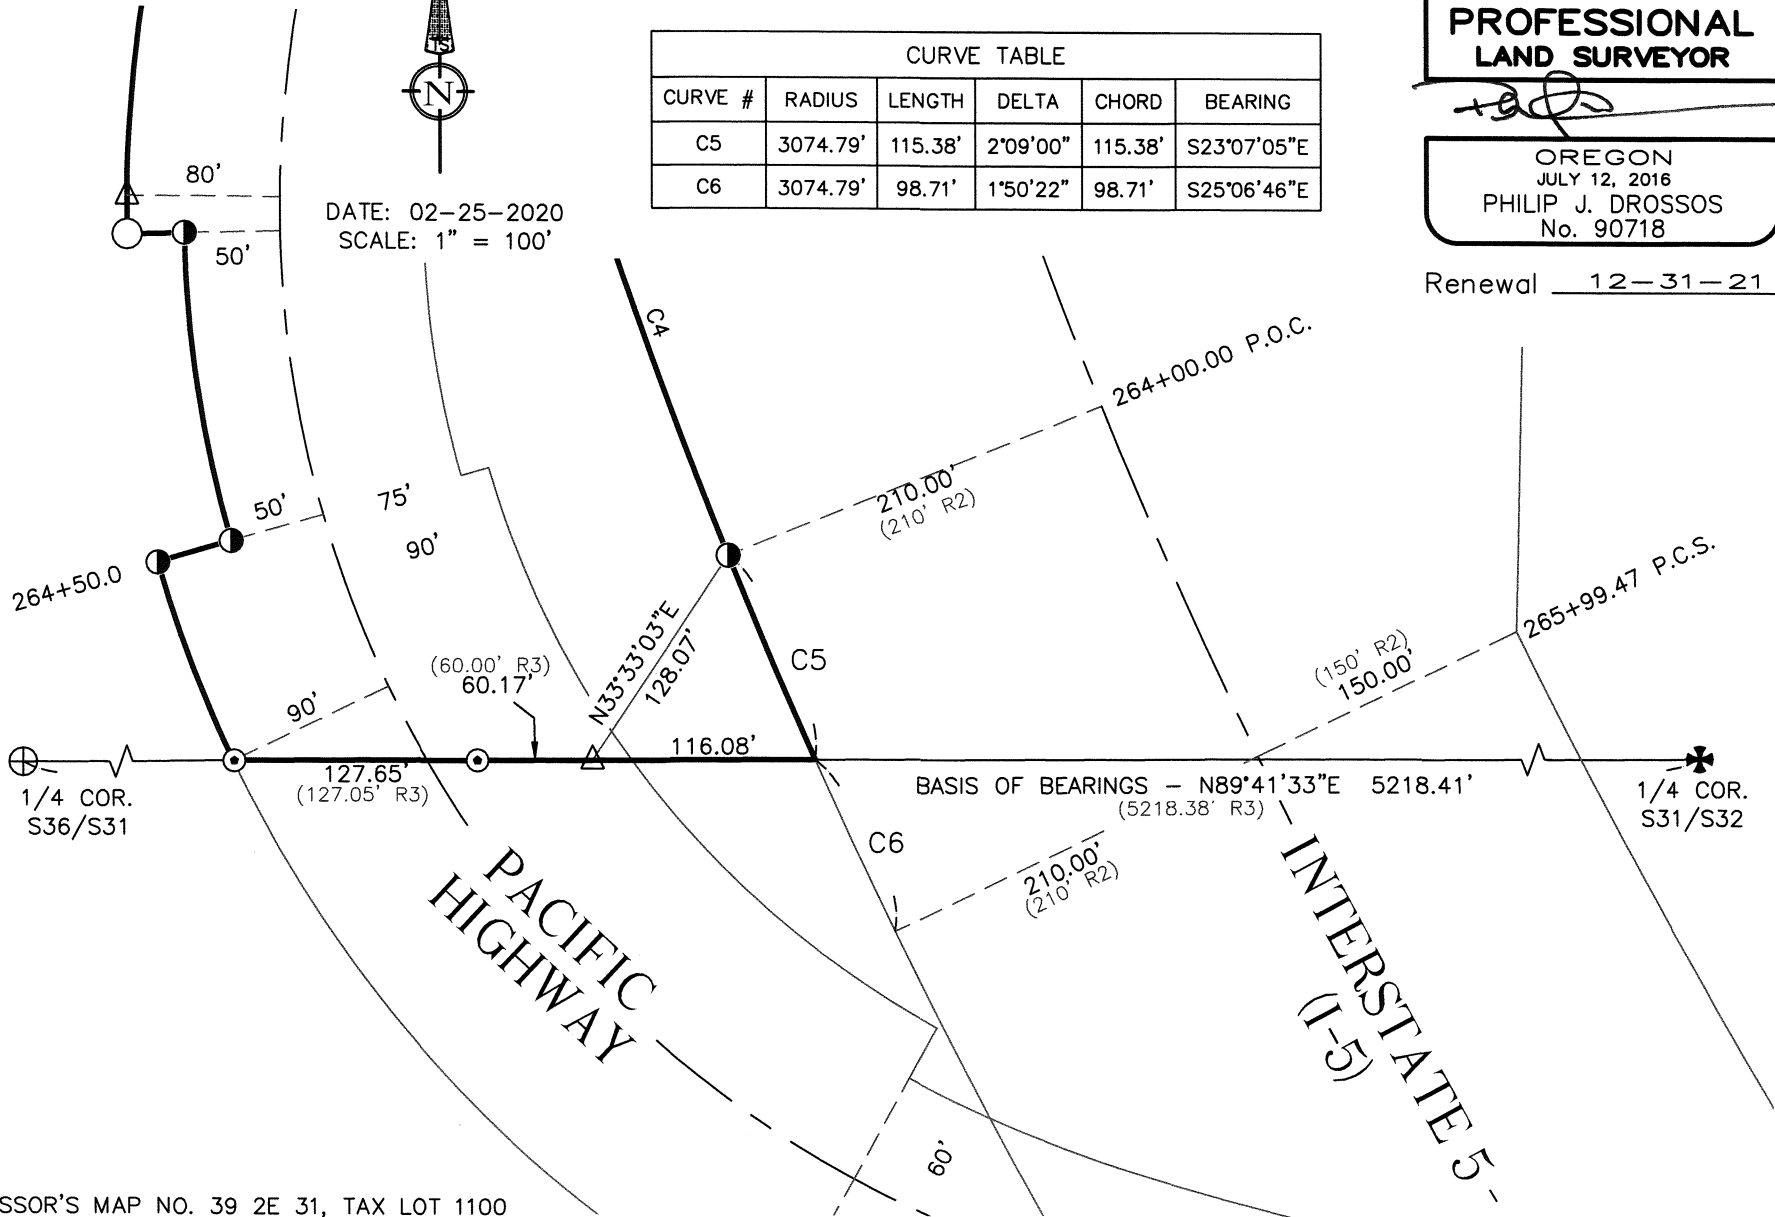 PROFESSIONAL
LAND SURVEYOR
OREGON
JULY 12, 2016
PHILIP J. DROSSOS
No. 90718
Renewal 12-31-21
TS
N
DATE: 02-25-2020
SCALE: 1" = 100'
CURVE TABLE
CURVE # RADIUS LENGTH DELTA CHORD BEARING
C5 3074.79' 115.38' 2°09'00" 115.38' S23°07'05"E
C6 3074.79' 98.71' 1°50'22" 98.71' S25°06'46"E
80'
50'
C4
264+00.00 P.O.C.
210.00'
(210' R2)
50'
75'
90'
264+50.0
265+99.47 P.C.S.
(150' R2)
150.00'
N33°33'03"E
128.07'
C5
(60.00' R3)
60.17'
90'
116.08'
127.65'
(127.05' R3)
BASIS OF BEARINGS - N89°41'33"E 5218.41'
(5218.38' R3)
1/4 COR.
S36/S31
1/4 COR.
S31/S32
C6
210.00'
(210' R2)
PACIFIC
HIGHWAY
INTERSTATE 5
(I-5)
60'
SSOR'S MAP NO. 39 2E 31, TAX LOT 1100